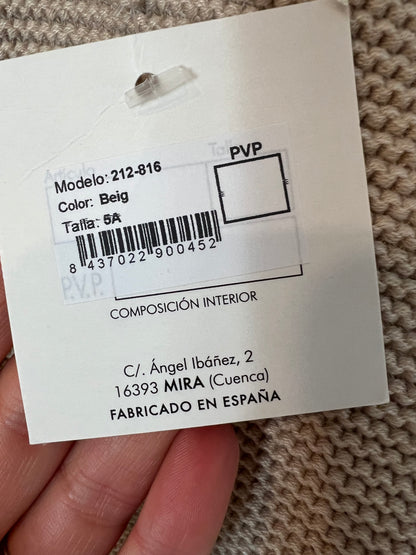 PVP
Modelo: 212-816
Color: Beig
Talla: 5A
8 437022 900452
P.V.P.
COMPOSICIÓN INTERIOR
C/. Ángel Ibáñez, 2
16393 MIRA (Cuenca)
FABRICADO EN ESPAÑA